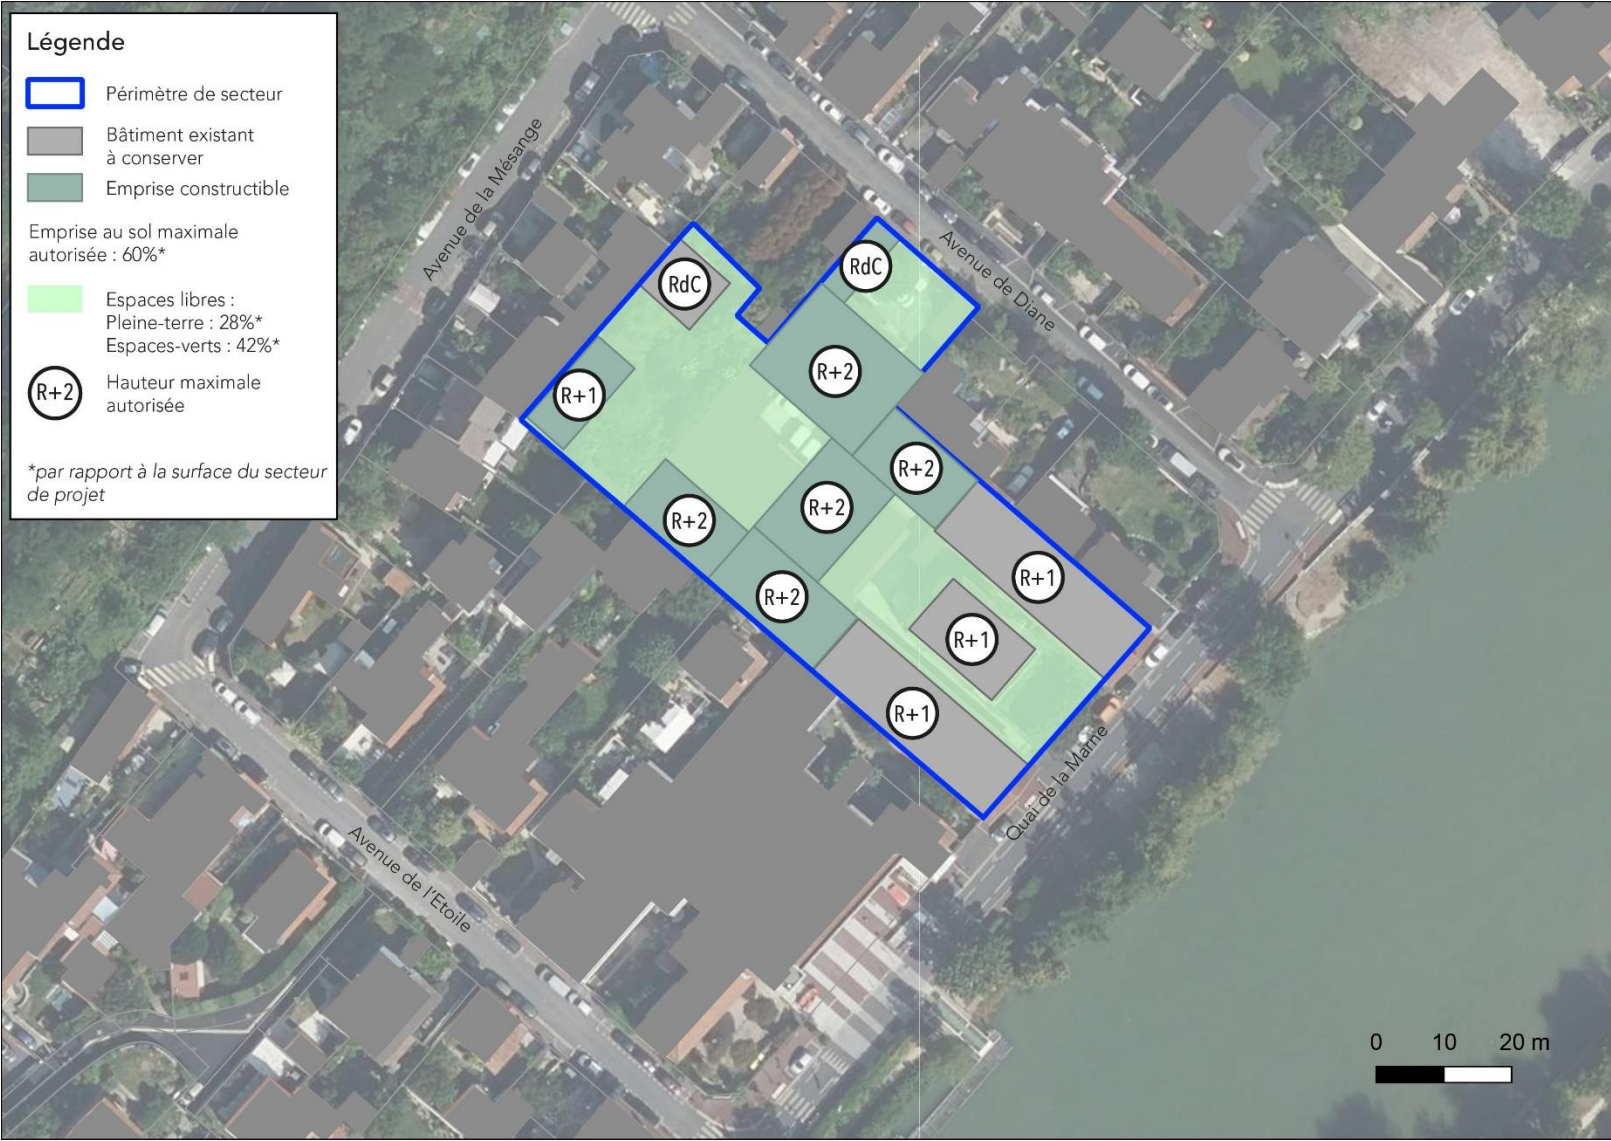 Légende
Périmètre de secteur
Bâtiment existant
à conserver
Emprise constructible
Emprise au sol maximale
autorisée : 60%*
Espaces libres :
Pleine-terre : 28%*
Espaces-verts : 42%*
R+2
Hauteur maximale
autorisée
*par rapport à la surface du secteur
de projet
Avenue de la Mésange
Avenue de Diane
RdC
RdC
R+2
R+1
R+2
R+2
R+2
R+2
R+1
R+1
R+1
Quai de la Marne
Avenue de l'Etoile
0 10 20 m